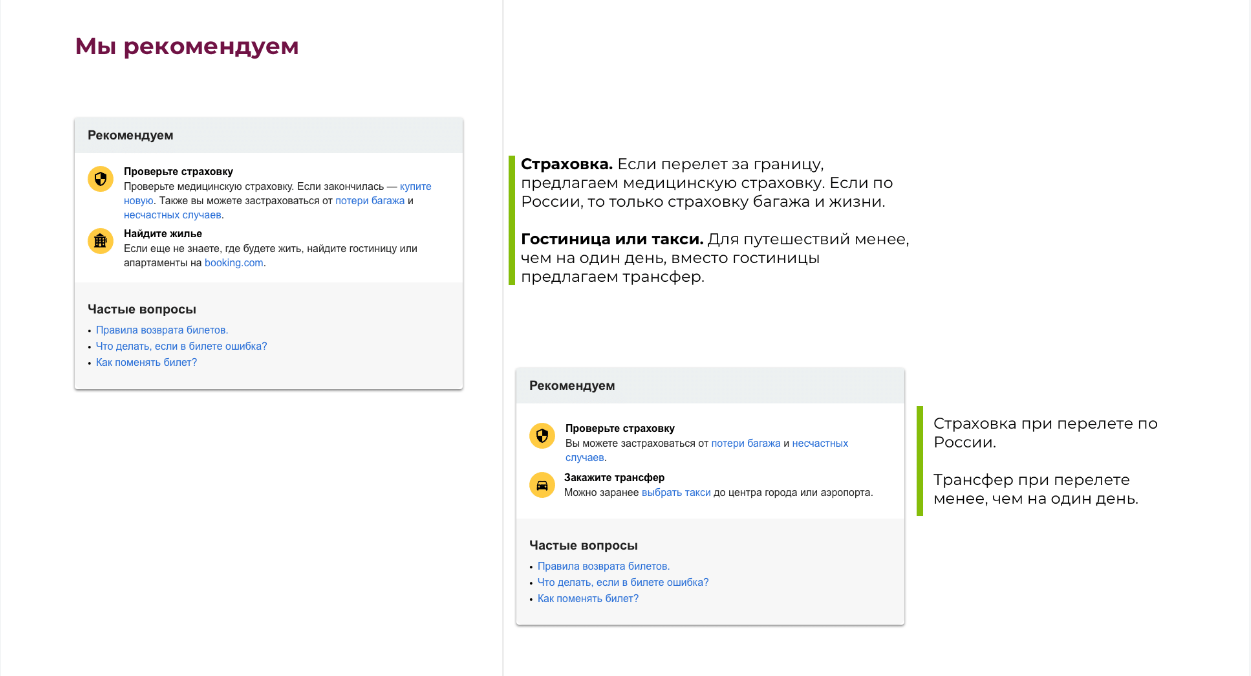 Мы рекомендуем
Рекомендуем
Проверьте страховку
Проверьте медицинскую страховку. Если закончилась — купите
новую. Также вы можете застраховаться от потери багажа и
несчастных случаев.
Найдите жилье
Если еще не знаете, где будете жить, найдите гостиницу или
апартаменты на booking.com.
Частые вопросы
• Правила возврата билетов.
• Что делать, если в билете ошибка?
• Как поменять билет?
Страховка. Если перелет за границу,
предлагаем медицинскую страховку. Если по
России, то только страховку багажа и жизни.
Гостиница или такси. Для путешествий менее,
чем на один день, вместо гостиницы
предлагаем трансфер.
Рекомендуем
Проверьте страховку
Вы можете застраховаться от потери багажа и несчастных
случаев.
Закажите трансфер
Можно заранее выбрать такси до центра города или аэропорта.
Частые вопросы
• Правила возврата билетов.
• Что делать, если в билете ошибка?
• Как поменять билет?
Страховка при перелете по
России.
Трансфер при перелете
менее, чем на один день.